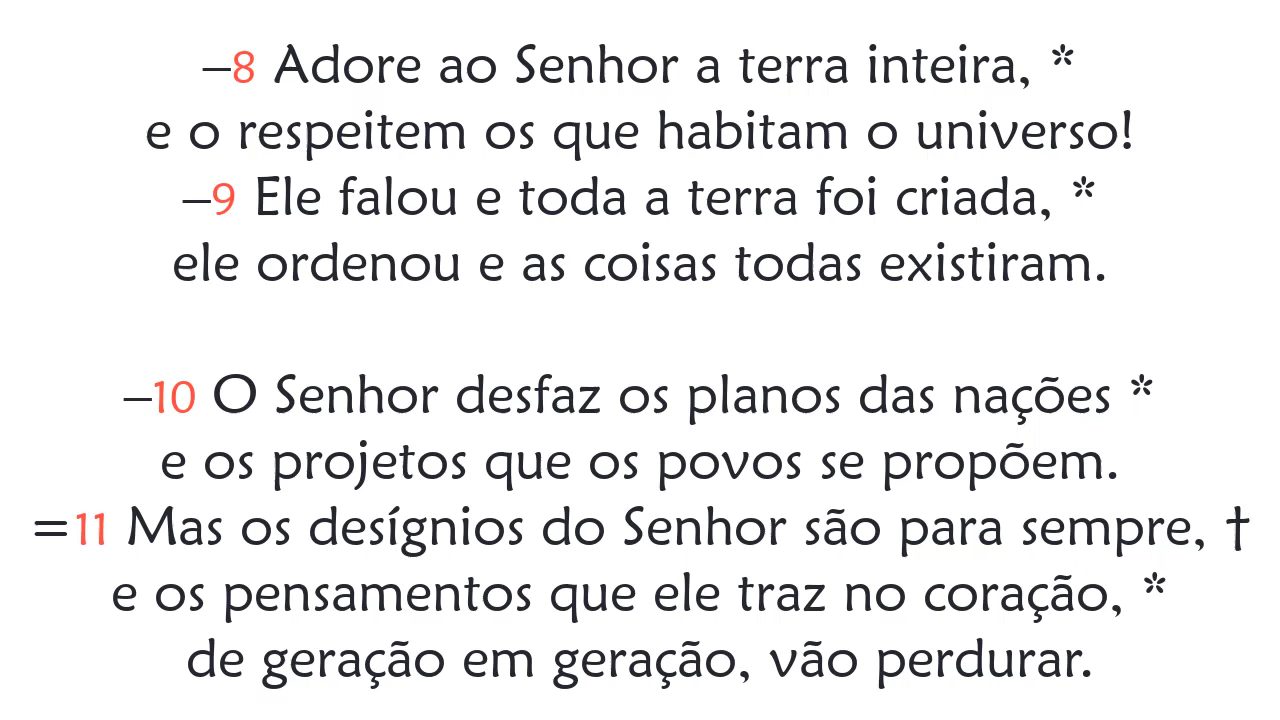 –8 Adore ao Senhor a terra inteira, *
e o respeitem os que habitam o universo!
–9 Ele falou e toda a terra foi criada, *
ele ordenou e as coisas todas existiram.
–10 O Senhor desfaz os planos das nações *
e os projetos que os povos se propõem.
=11 Mas os desígnios do Senhor são para sempre, †
e os pensamentos que ele traz no coração, *
de geração em geração, vão perdurar.